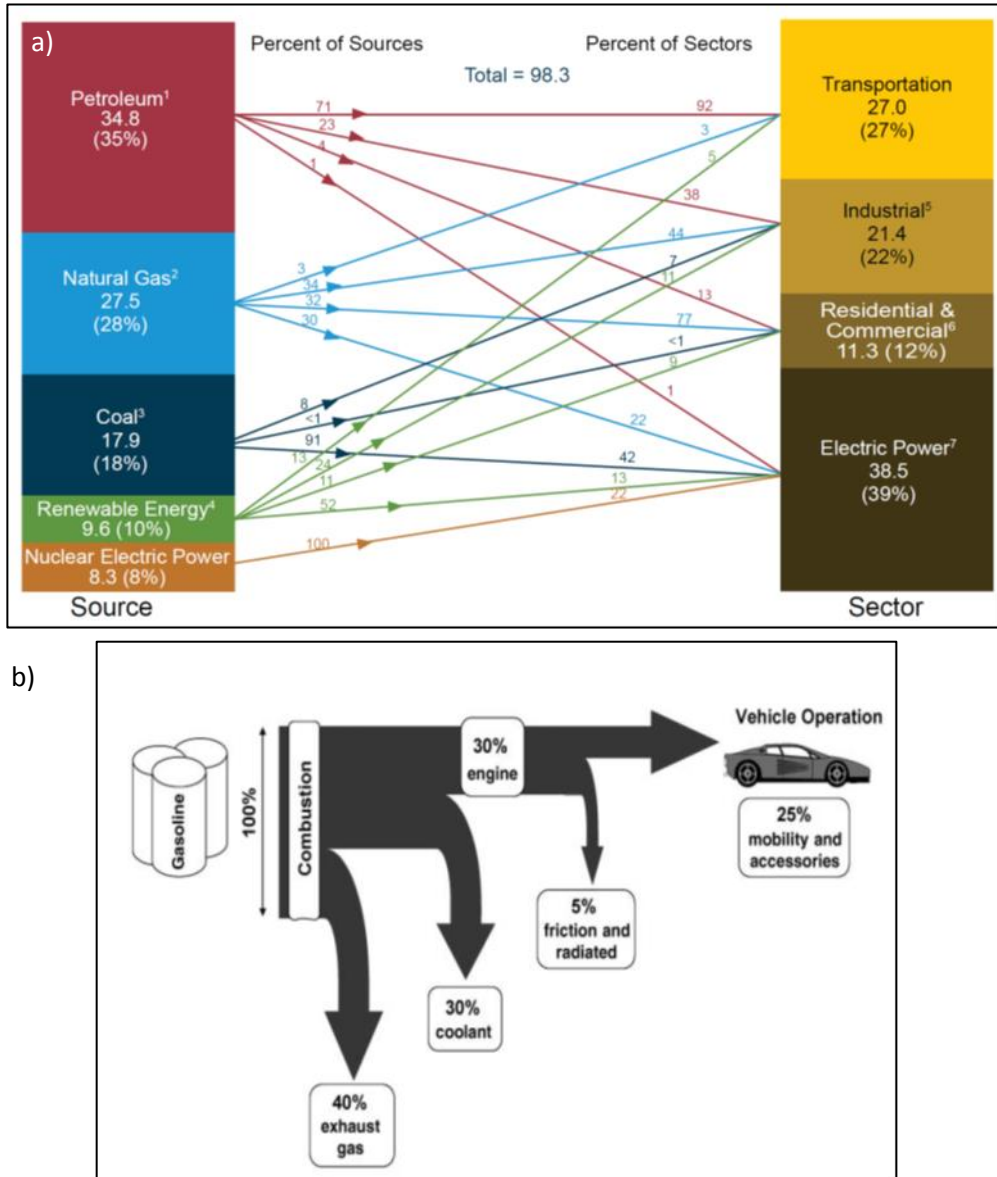 a)
Percent of Sources
Percent of Sectors
Total = 98.3
Petroleum¹
34.8
(35%)
Natural Gas²
27.5
(28%)
Coal³
17.9
(18%)
Renewable Energy⁴
9.6 (10%)
Nuclear Electric Power
8.3 (8%)
Source
71
23
4
1
3
34
32
30
8
<1
91
13
24
11
52
100
92
3
5
38
44
7
11
13
77
<1
9
1
22
42
13
22
Transportation
27.0
(27%)
Industrial⁵
21.4
(22%)
Residential &
Commercial⁶
11.3 (12%)
Electric Power⁷
38.5
(39%)
Sector
b)
Gasoline
100%
Combustion
30%
engine
Vehicle Operation
25%
mobility and
accessories
5%
friction and
radiated
30%
coolant
40%
exhaust
gas